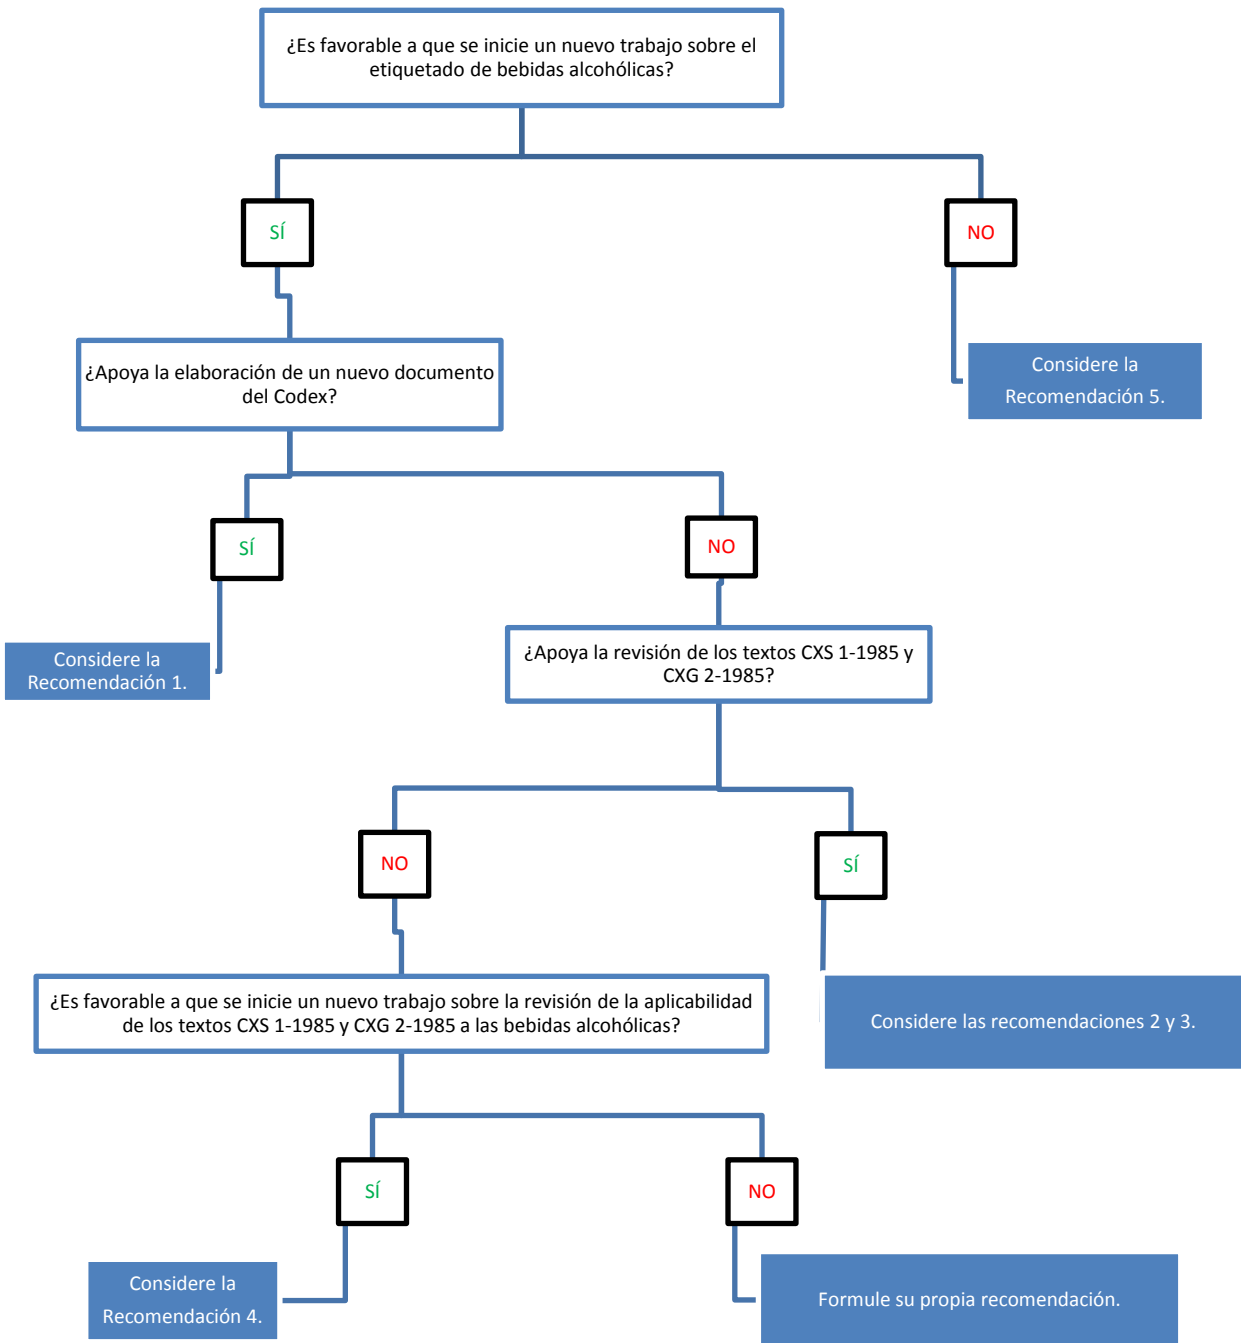 ¿Es favorable a que se inicie un nuevo trabajo sobre el
etiquetado de bebidas alcohólicas?
SÍ
NO
¿Apoya la elaboración de un nuevo documento
del Codex?
Considere la
Recomendación 5.
SÍ
NO
Considere la
Recomendación 1.
¿Apoya la revisión de los textos CXS 1-1985 y
CXG 2-1985?
NO
SÍ
¿Es favorable a que se inicie un nuevo trabajo sobre la revisión de la aplicabilidad
de los textos CXS 1-1985 y CXG 2-1985 a las bebidas alcohólicas?
Considere las recomendaciones 2 y 3.
SÍ
NO
Considere la
Recomendación 4.
Formule su propia recomendación.